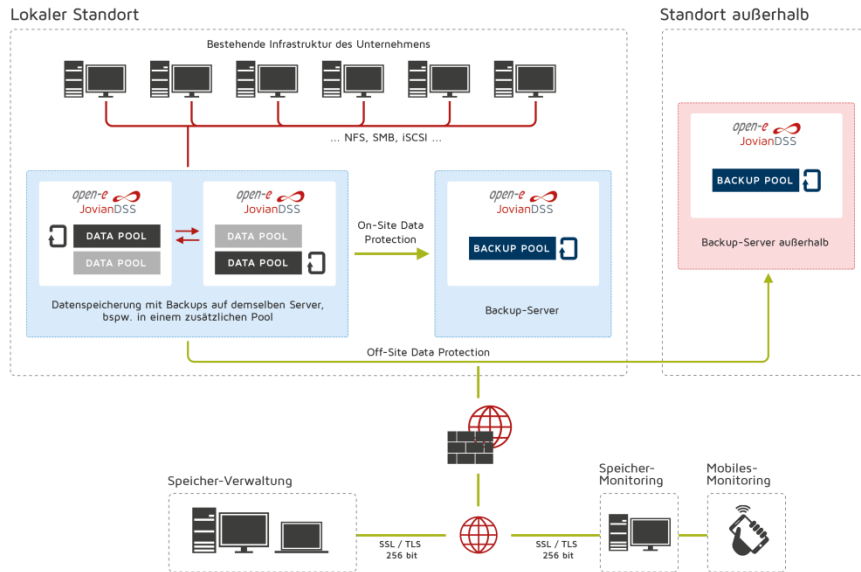 Lokaler Standort
Standort außerhalb
Bestehende Infrastruktur des Unternehmens
... NFS, SMB, iSCSI ...
open-e
JovianDSS
DATA POOL
DATA POOL
open-e
JovianDSS
DATA POOL
DATA POOL
Datenspeicherung mit Backups auf demselben Server,
bspw. in einem zusätzlichen Pool
On-Site Data
Protection
open-e
JovianDSS
BACKUP POOL
Backup-Server
open-e
JovianDSS
BACKUP POOL
Backup-Server außerhalb
Off-Site Data Protection
Speicher-Verwaltung
SSL / TLS
256 bit
SSL / TLS
256 bit
Speicher-
Monitoring
Mobiles-
Monitoring